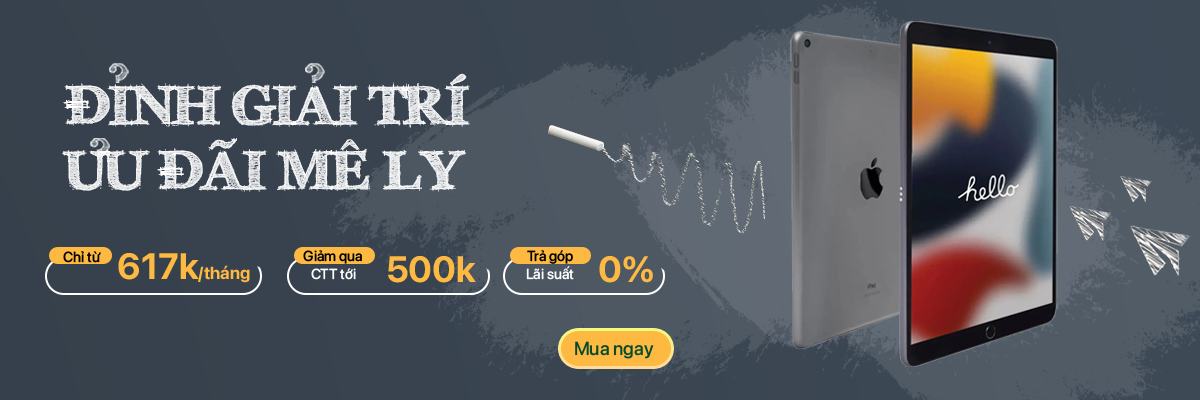 ĐỈNH GIẢI TRÍ
ƯU ĐÃI MÊ LY
Chỉ từ
617k/tháng
Giảm qua
CTT tới
500k
Trả góp
Lãi suất
0%
Mua ngay
hello
iPad